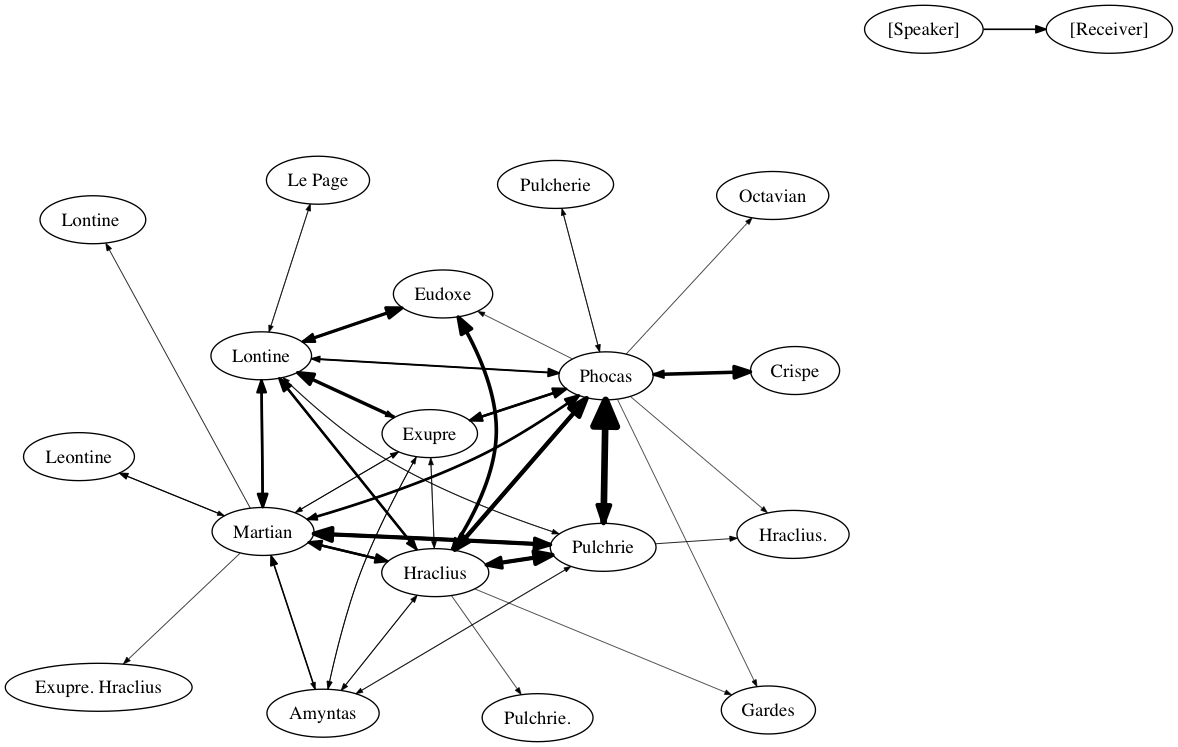 [Speaker] [Receiver]
Le Page
Pulcherie
Octavian
Lontine
Eudoxe
Lontine
Phocas
Crispe
Exupre
Leontine
Martian
Hraclius.
Pulchrie
Hraclius
Exupre. Hraclius
Amyntas
Pulchrie.
Gardes